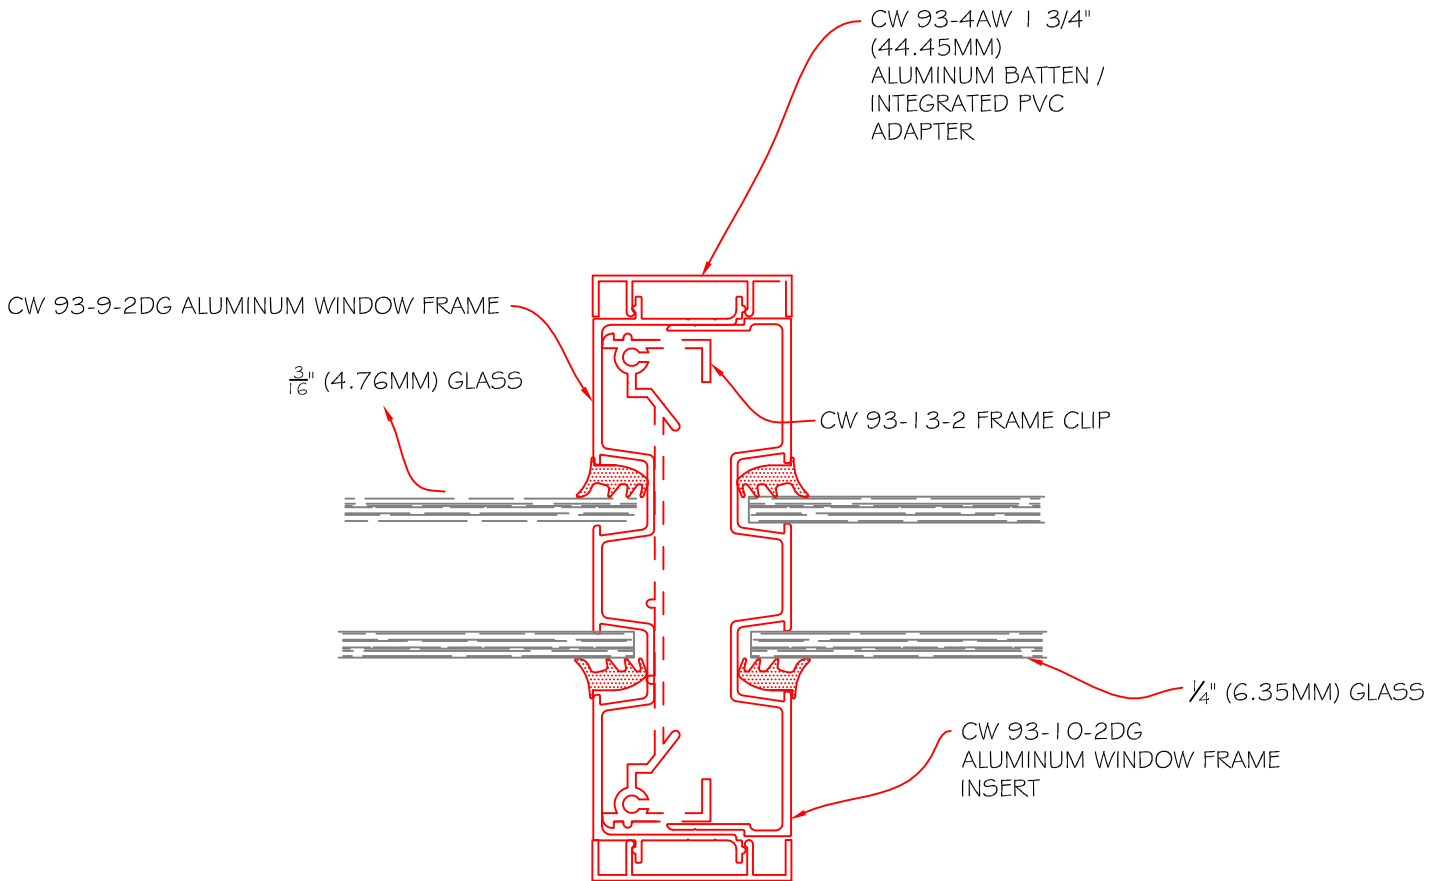 CW 93-4AW 1 3/4"
(44.45MM)
ALUMINUM BATTEN /
INTEGRATED PVC
ADAPTER
CW 93-9-2DG ALUMINUM WINDOW FRAME
3/16" (4.76MM) GLASS
CW 93-13-2 FRAME CLIP
1/4" (6.35MM) GLASS
CW 93-10-2DG
ALUMINUM WINDOW FRAME
INSERT